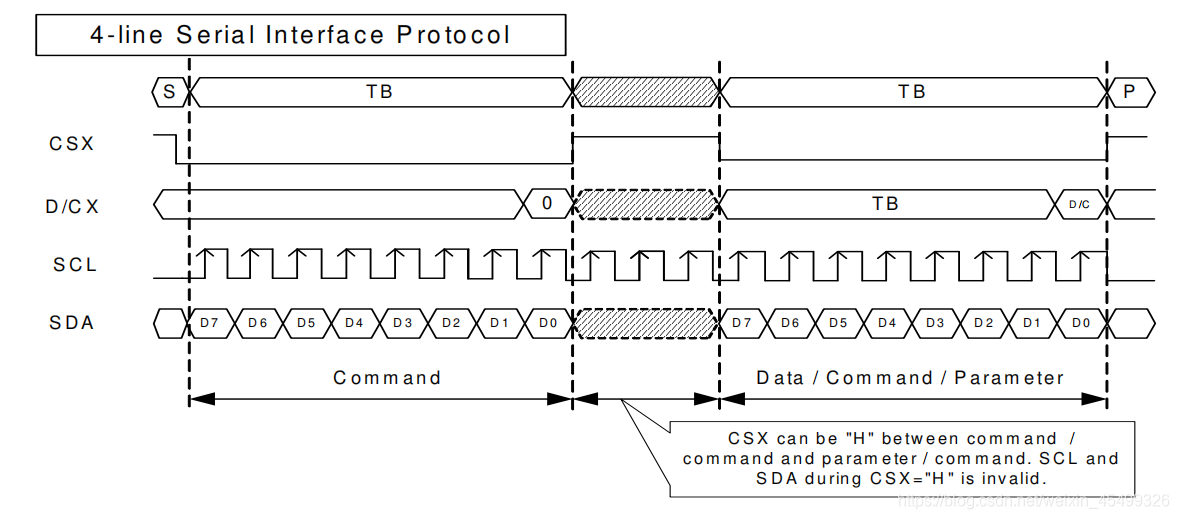 4-line Serial Interface Protocol
S TB TB P
CSX
D/CX 0 TB D/C
SCL
SDA D7 D6 D5 D4 D3 D2 D1 D0 D7 D6 D5 D4 D3 D2 D1 D0
Command Data / Command / Parameter
CSX can be "H" between command /
command and parameter / command. SCL and
SDA during CSX="H" is invalid.
https://blog.csdn.net/weixin_45499326